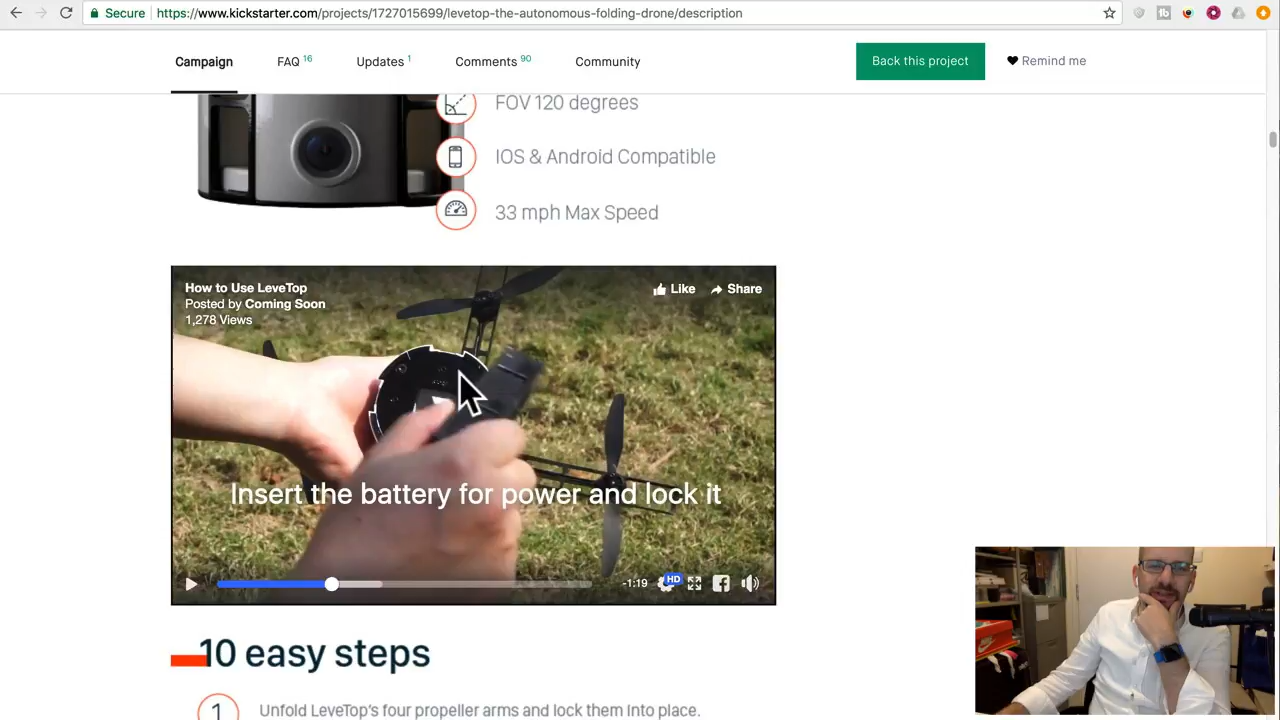 Secure https://www.kickstarter.com/projects/1727015699/levetop-the-autonomous-folding-drone/description
Campaign FAQ 16 Updates 1 Comments 90 Community Back this project Remind me
FOV 120 degrees
IOS & Android Compatible
33 mph Max Speed
How to Use LeveTop
Posted by Coming Soon
1,278 Views
Like Share
Insert the battery for power and lock it
-1:19 HD
10 easy steps
1 Unfold LeveTop's four propeller arms and lock them into place.